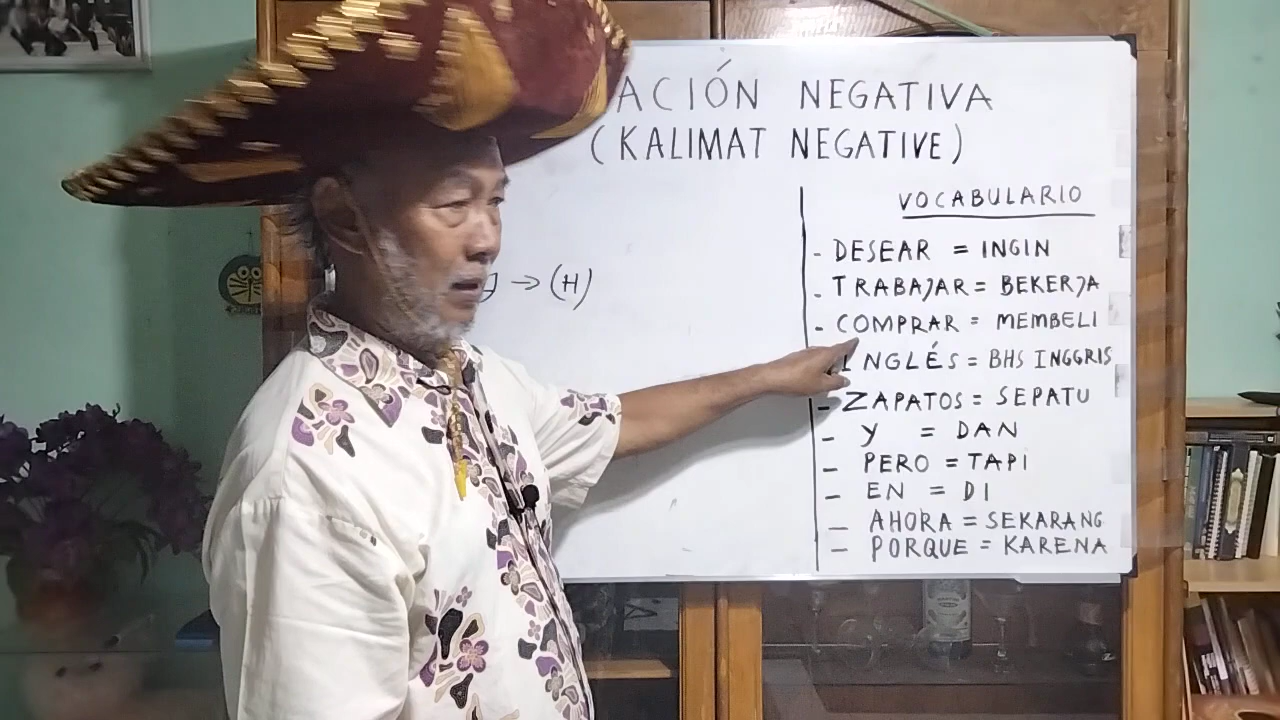 ACIÓN NEGATIVA
(KALIMAT NEGATIVE)
VOCABULARIO
→ (H)
- DESEAR = INGIN
- TRABAJAR = BEKERJA
- COMPRAR = MEMBELI
INGLÉS = BHS INGGRIS
- ZAPATOS = SEPATU
- Y = DAN
- PERO = TAPI
- EN = DI
- AHORA = SEKARANG
- PORQUE = KARENA